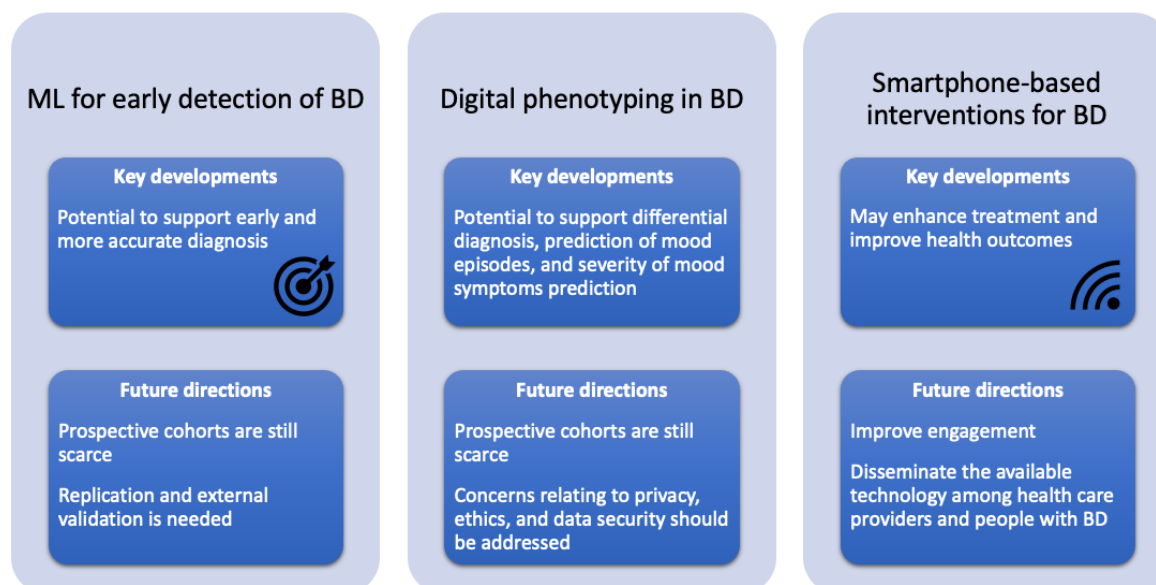 ML for early detection of BD
Key developments
Potential to support early and
more accurate diagnosis
Future directions
Prospective cohorts are still
scarce
Replication and external
validation is needed
Digital phenotyping in BD
Key developments
Potential to support differential
diagnosis, prediction of mood
episodes, and severity of mood
symptoms prediction
Future directions
Prospective cohorts are still
scarce
Concerns relating to privacy,
ethics, and data security should
be addressed
Smartphone-based
interventions for BD
Key developments
May enhance treatment and
improve health outcomes
Future directions
Improve engagement
Disseminate the available
technology among health care
providers and people with BD